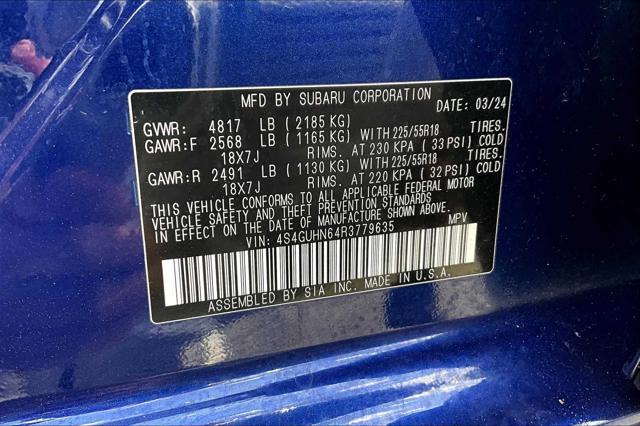 MFD BY SUBARU CORPORATION
DATE: 03/24
GVWR: 4817 LB ( 2185 KG)
GAWR:F 2568 LB ( 1165 KG) WITH 225/55R18 TIRES.
18X7J RIMS. AT 230 KPA ( 33 PSI) COLD
GAWR:R 2491 LB ( 1130 KG) WITH 225/55R18 TIRES.
18X7J RIMS. AT 220 KPA ( 32 PSI) COLD
THIS VEHICLE CONFORMS TO ALL APPLICABLE FEDERAL MOTOR
VEHICLE SAFETY AND THEFT PREVENTION STANDARDS
IN EFFECT ON THE DATE OF MANUFACTURE SHOWN ABOVE.
VIN: 4S4GUHN64R3779635 MPV
ASSEMBLED BY SIA INC. MADE IN U.S.A.